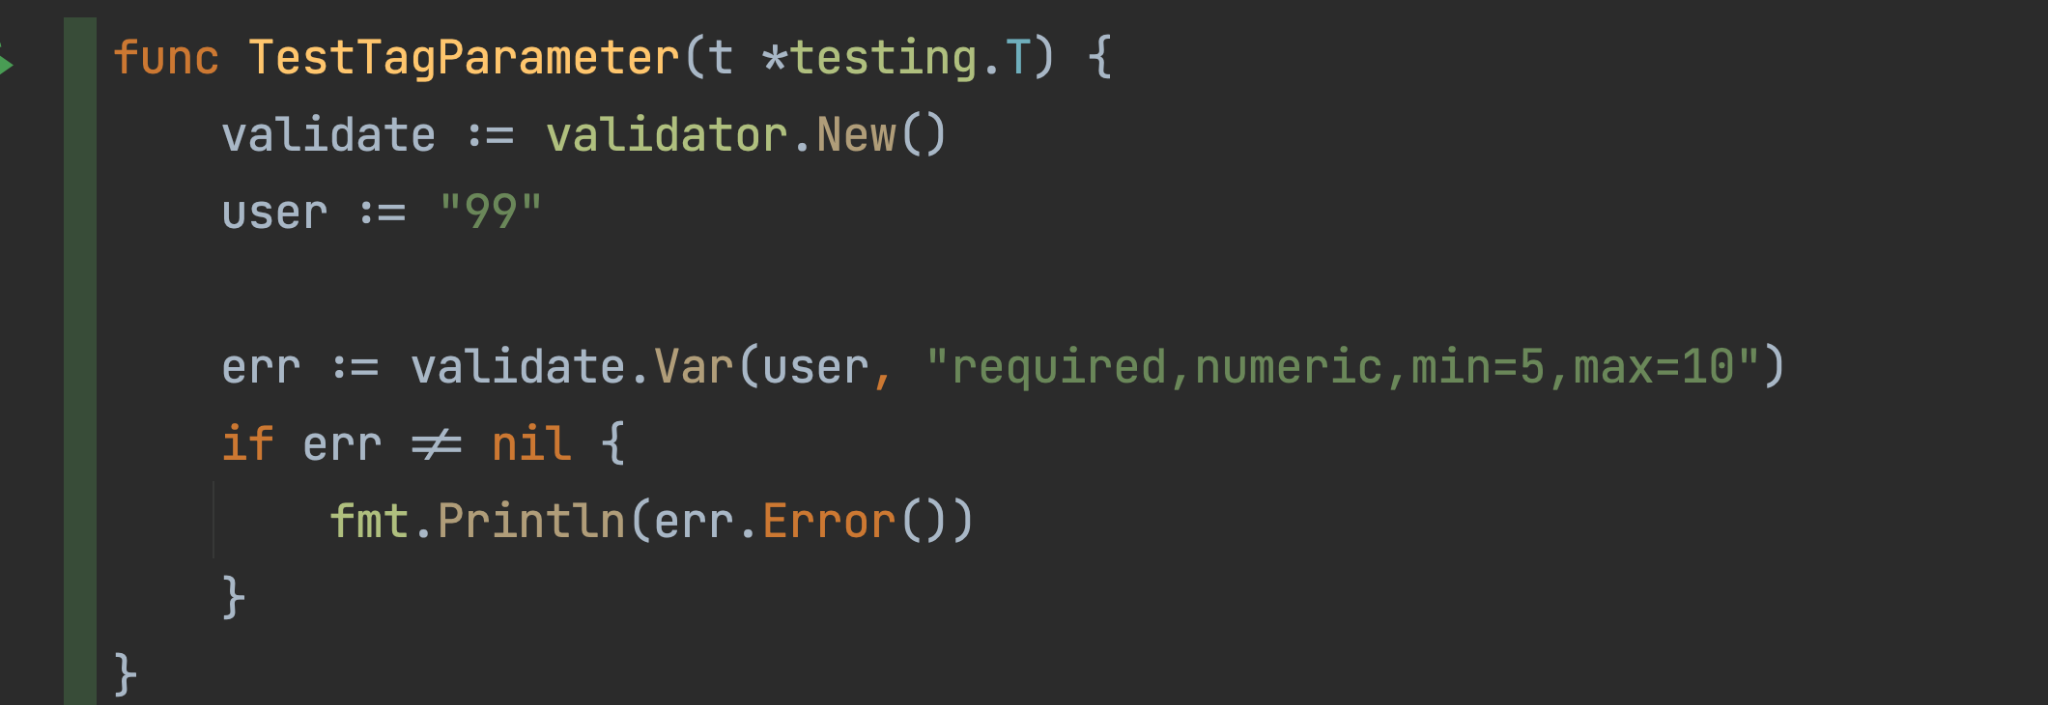 func TestTagParameter(t *testing.T) {
    validate := validator.New()
    user := "99"

    err := validate.Var(user, "required,numeric,min=5,max=10")
    if err != nil {
        fmt.Println(err.Error())
    }
}